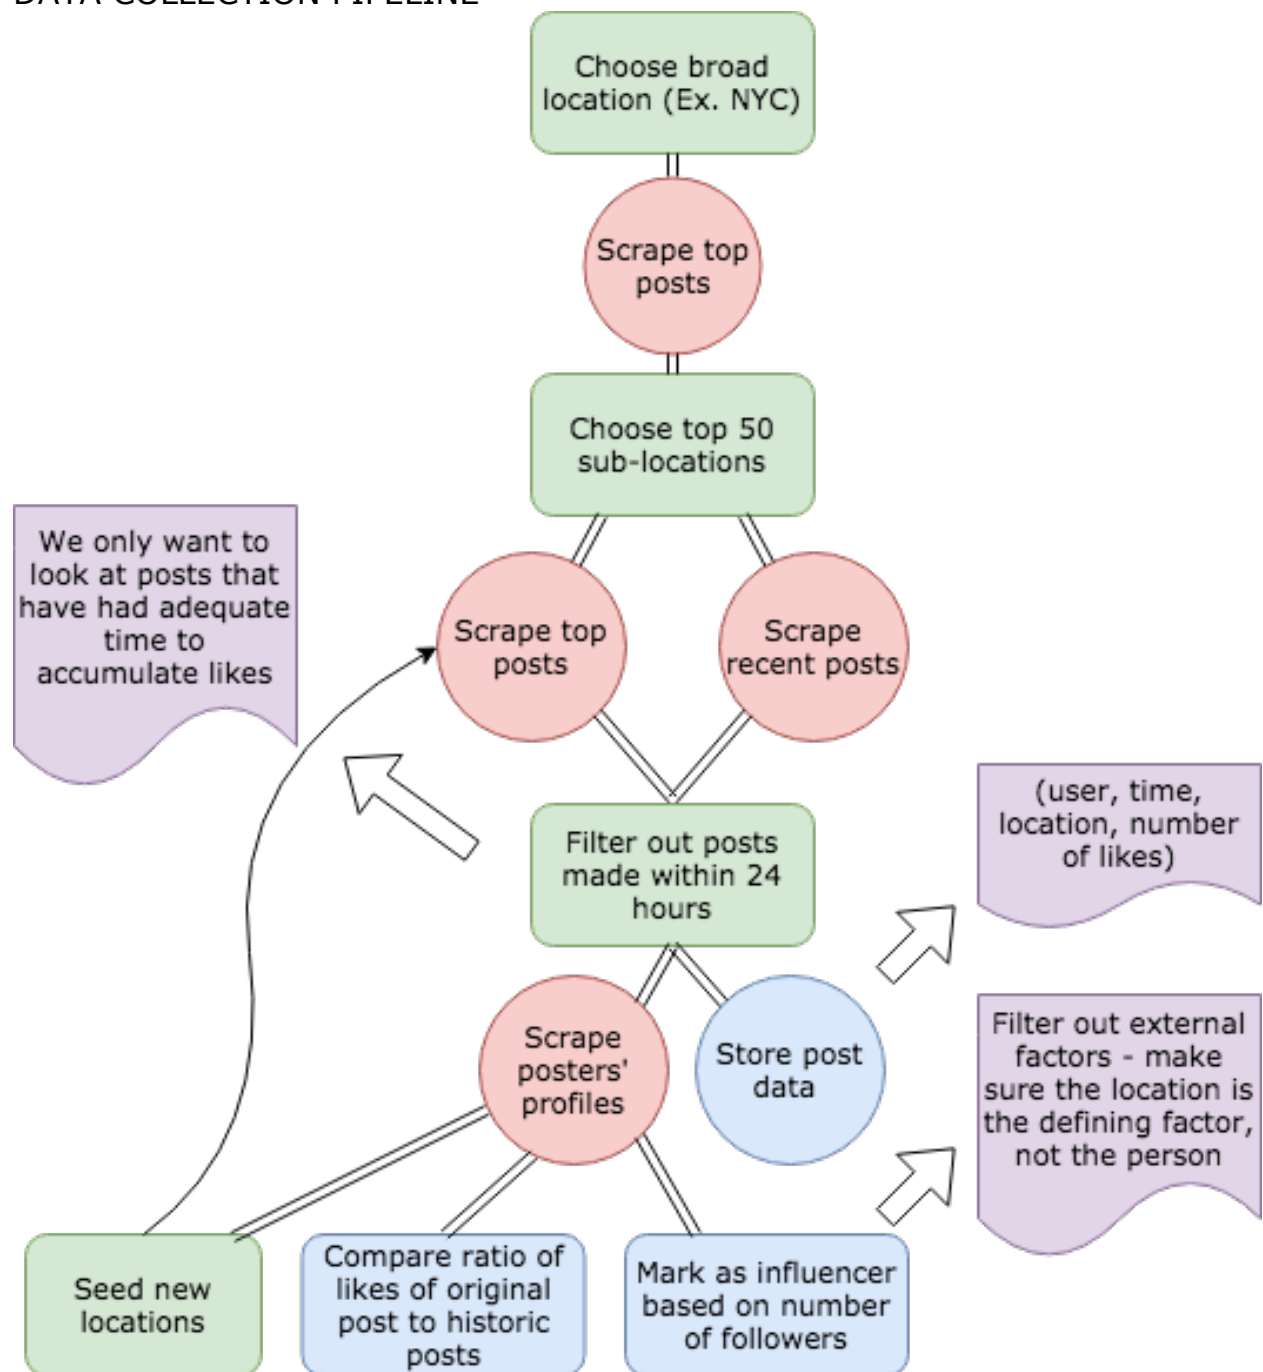 DATA COLLECTION PIPELINE
Choose broad
location (Ex. NYC)
Scrape top
posts
Choose top 50
sub-locations
We only want to
look at posts that
have had adequate
time to
accumulate likes
Scrape top
posts
Scrape
recent posts
Filter out posts
made within 24
hours
(user, time,
location, number
of likes)
Scrape
posters'
profiles
Store post
data
Filter out external
factors - make
sure the location is
the defining factor,
not the person
Seed new
locations
Compare ratio of
likes of original
post to historic
posts
Mark as influencer
based on number
of followers